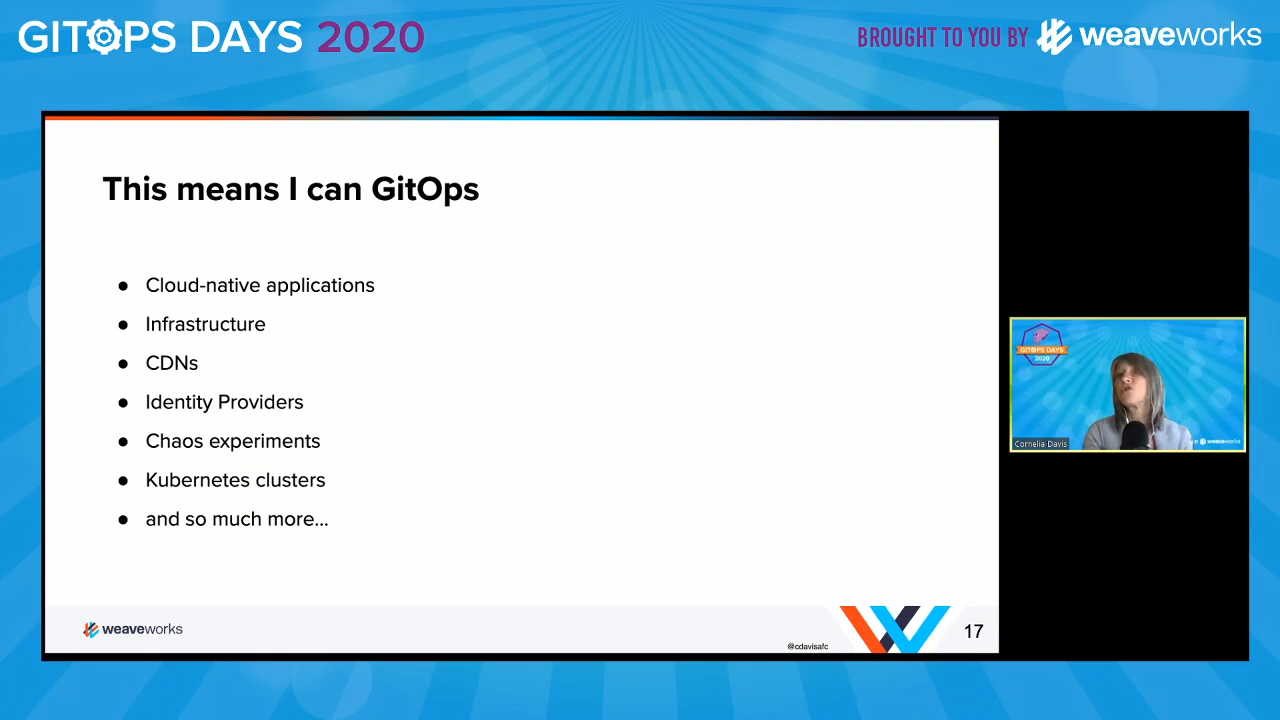 GITOPS DAYS 2020
BROUGHT TO YOU BY weaveworks
This means I can GitOps
● Cloud-native applications
● Infrastructure
● CDNs
● Identity Providers
● Chaos experiments
● Kubernetes clusters
● and so much more...
GITOPS DAYS
2020
Cornelia Davis
weaveworks
weaveworks
@cdavisafc
17